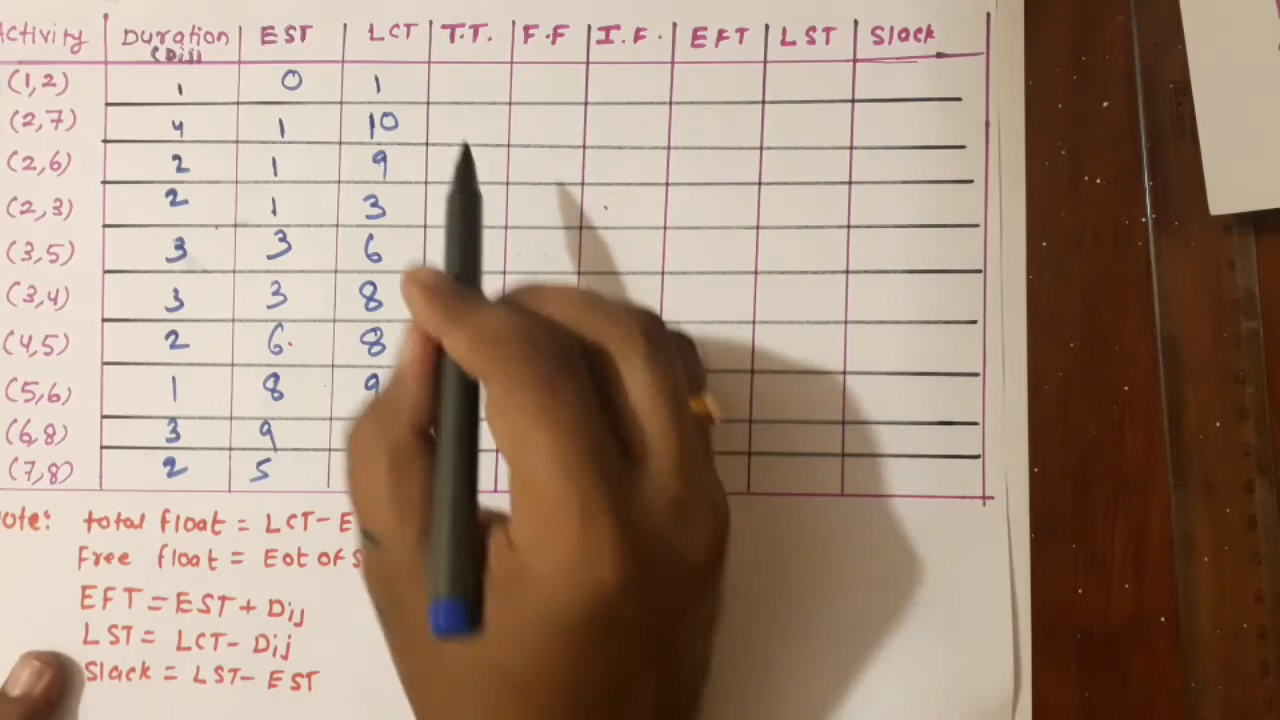 Activity Duration (Dij) EST LCT T.T. F.F I.F. EFT LST Slack
(1,2) 1 0 1
(2,7) 4 1 10
(2,6) 2 1 9
(2,3) 2 1 3
(3,5) 3 3 6
(3,4) 3 3 8
(4,5) 2 6. 8
(5,6) 1 8 9
(6,8) 3 9
(7,8) 2 5
ote: total float = LCT - E
Free float = Eot of S
EFT = EST + Dij
LST = LCT - Dij
Slack = LST - EST